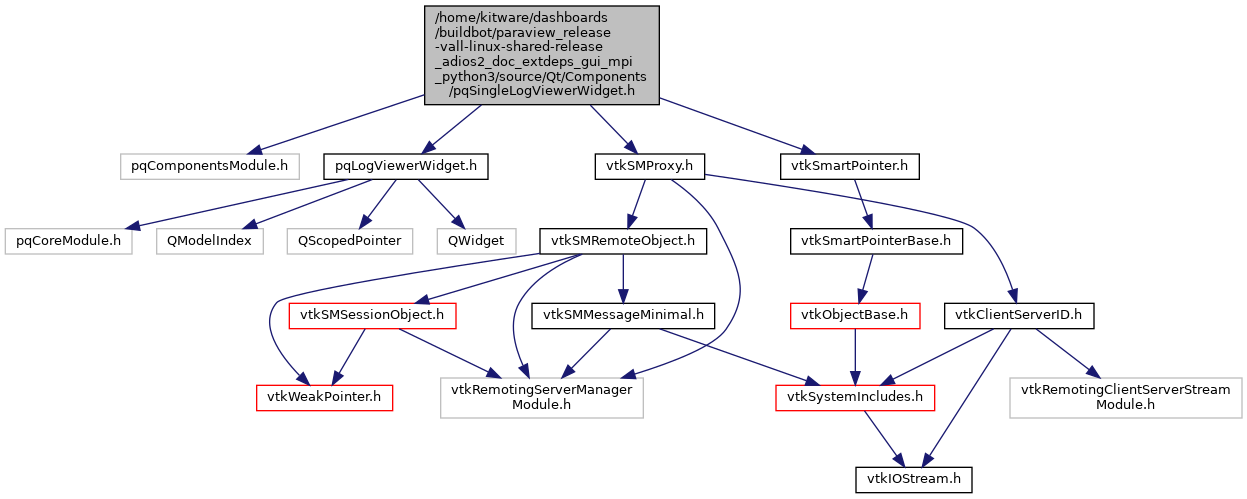 /home/kitware/dashboards
/buildbot/paraview_release
-vall-linux-shared-release
_adios2_doc_extdeps_gui_mpi
_python3/source/Qt/Components
/pqSingleLogViewerWidget.h
pqComponentsModule.h
pqLogViewerWidget.h
vtkSMProxy.h
vtkSmartPointer.h
pqCoreModule.h
QModelIndex
QScopedPointer
QWidget
vtkSMRemoteObject.h
vtkSmartPointerBase.h
vtkSMSessionObject.h
vtkSMMessageMinimal.h
vtkObjectBase.h
vtkClientServerID.h
vtkWeakPointer.h
vtkRemotingServerManager
Module.h
vtkSystemIncludes.h
vtkRemotingClientServerStream
Module.h
vtkIOStream.h